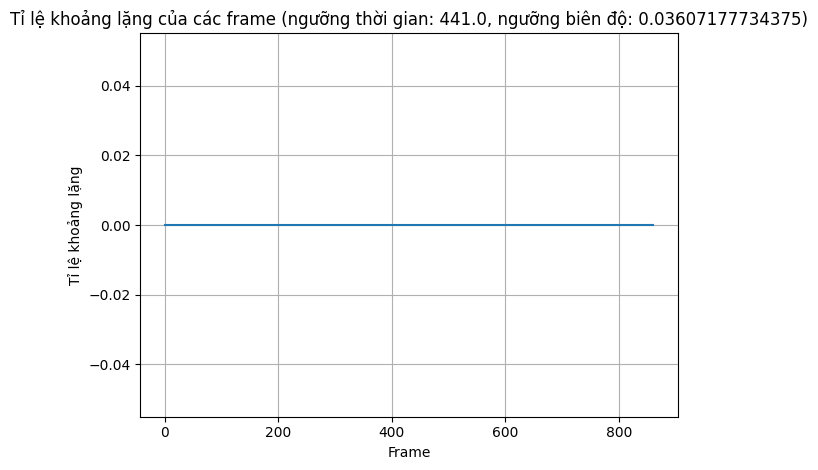 Tỉ lệ khoảng lặng của các frame (ngưỡng thời gian: 441.0, ngưỡng biên độ: 0.03607177734375)
Tỉ lệ khoảng lặng
0.04
0.02
0.00
−0.02
−0.04
0 200 400 600 800
Frame